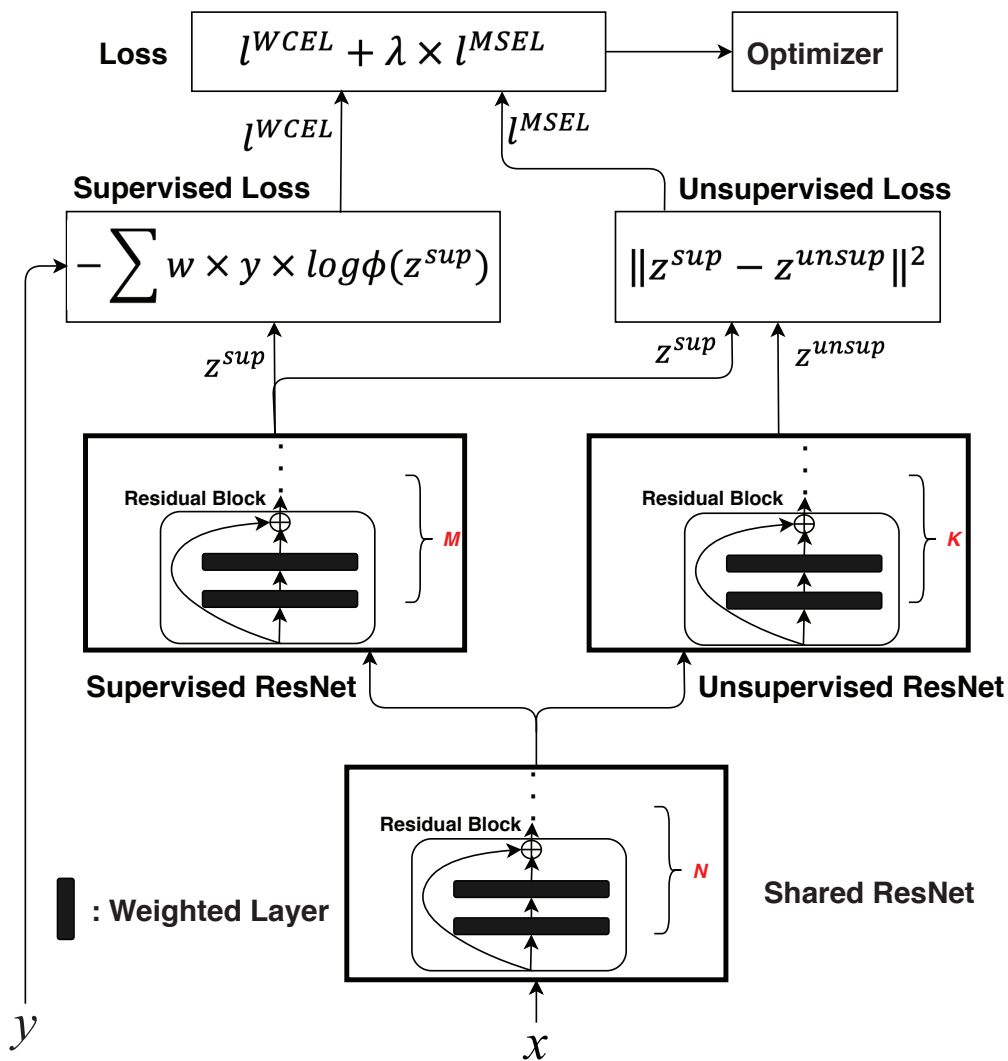 Loss
l^{WCEL} + λ × l^{MSEL}
Optimizer
l^{WCEL}
l^{MSEL}
Supervised Loss
Unsupervised Loss
− ∑ w × y × logϕ(z^{sup})
‖z^{sup} − z^{unsup}‖²
z^{sup}
z^{sup}
z^{unsup}
Residual Block
M
Residual Block
K
Supervised ResNet
Unsupervised ResNet
Residual Block
N
: Weighted Layer
Shared ResNet
y
x